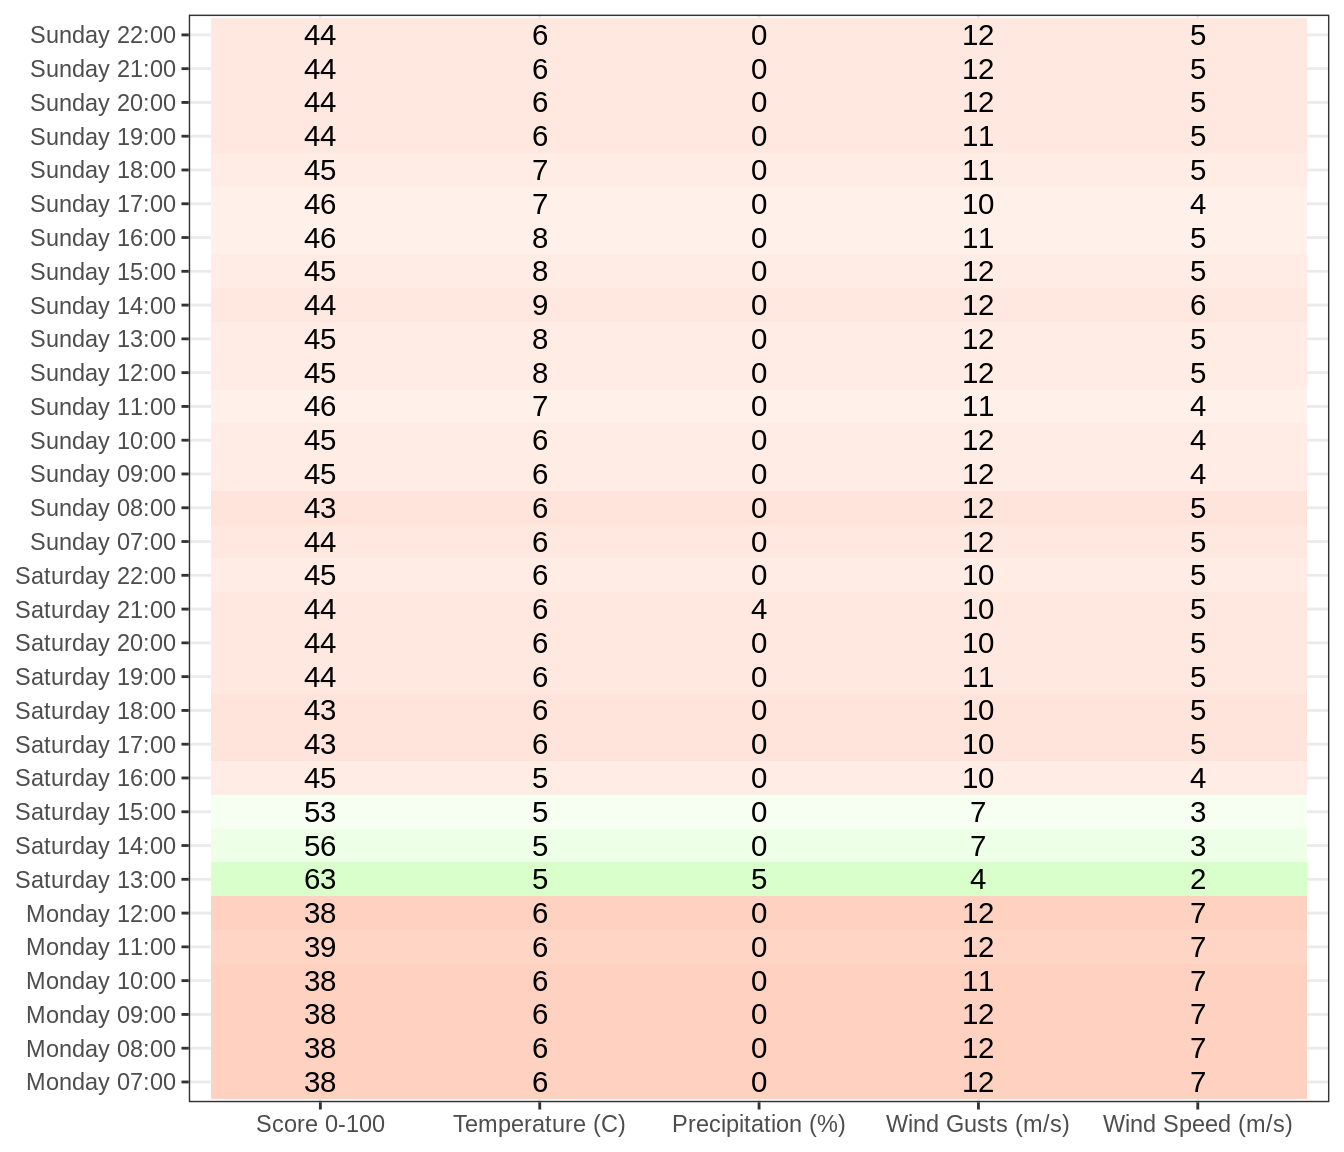 Sunday 22:00 44 6 0 12 5
Sunday 21:00 44 6 0 12 5
Sunday 20:00 44 6 0 12 5
Sunday 19:00 44 6 0 11 5
Sunday 18:00 45 7 0 11 5
Sunday 17:00 46 7 0 10 4
Sunday 16:00 46 8 0 11 5
Sunday 15:00 45 8 0 12 5
Sunday 14:00 44 9 0 12 6
Sunday 13:00 45 8 0 12 5
Sunday 12:00 45 8 0 12 5
Sunday 11:00 46 7 0 11 4
Sunday 10:00 45 6 0 12 4
Sunday 09:00 45 6 0 12 4
Sunday 08:00 43 6 0 12 5
Sunday 07:00 44 6 0 12 5
Saturday 22:00 45 6 0 10 5
Saturday 21:00 44 6 4 10 5
Saturday 20:00 44 6 0 10 5
Saturday 19:00 44 6 0 11 5
Saturday 18:00 43 6 0 10 5
Saturday 17:00 43 6 0 10 5
Saturday 16:00 45 5 0 10 4
Saturday 15:00 53 5 0 7 3
Saturday 14:00 56 5 0 7 3
Saturday 13:00 63 5 5 4 2
Monday 12:00 38 6 0 12 7
Monday 11:00 39 6 0 12 7
Monday 10:00 38 6 0 11 7
Monday 09:00 38 6 0 12 7
Monday 08:00 38 6 0 12 7
Monday 07:00 38 6 0 12 7
Score 0-100 Temperature (C) Precipitation (%) Wind Gusts (m/s) Wind Speed (m/s)